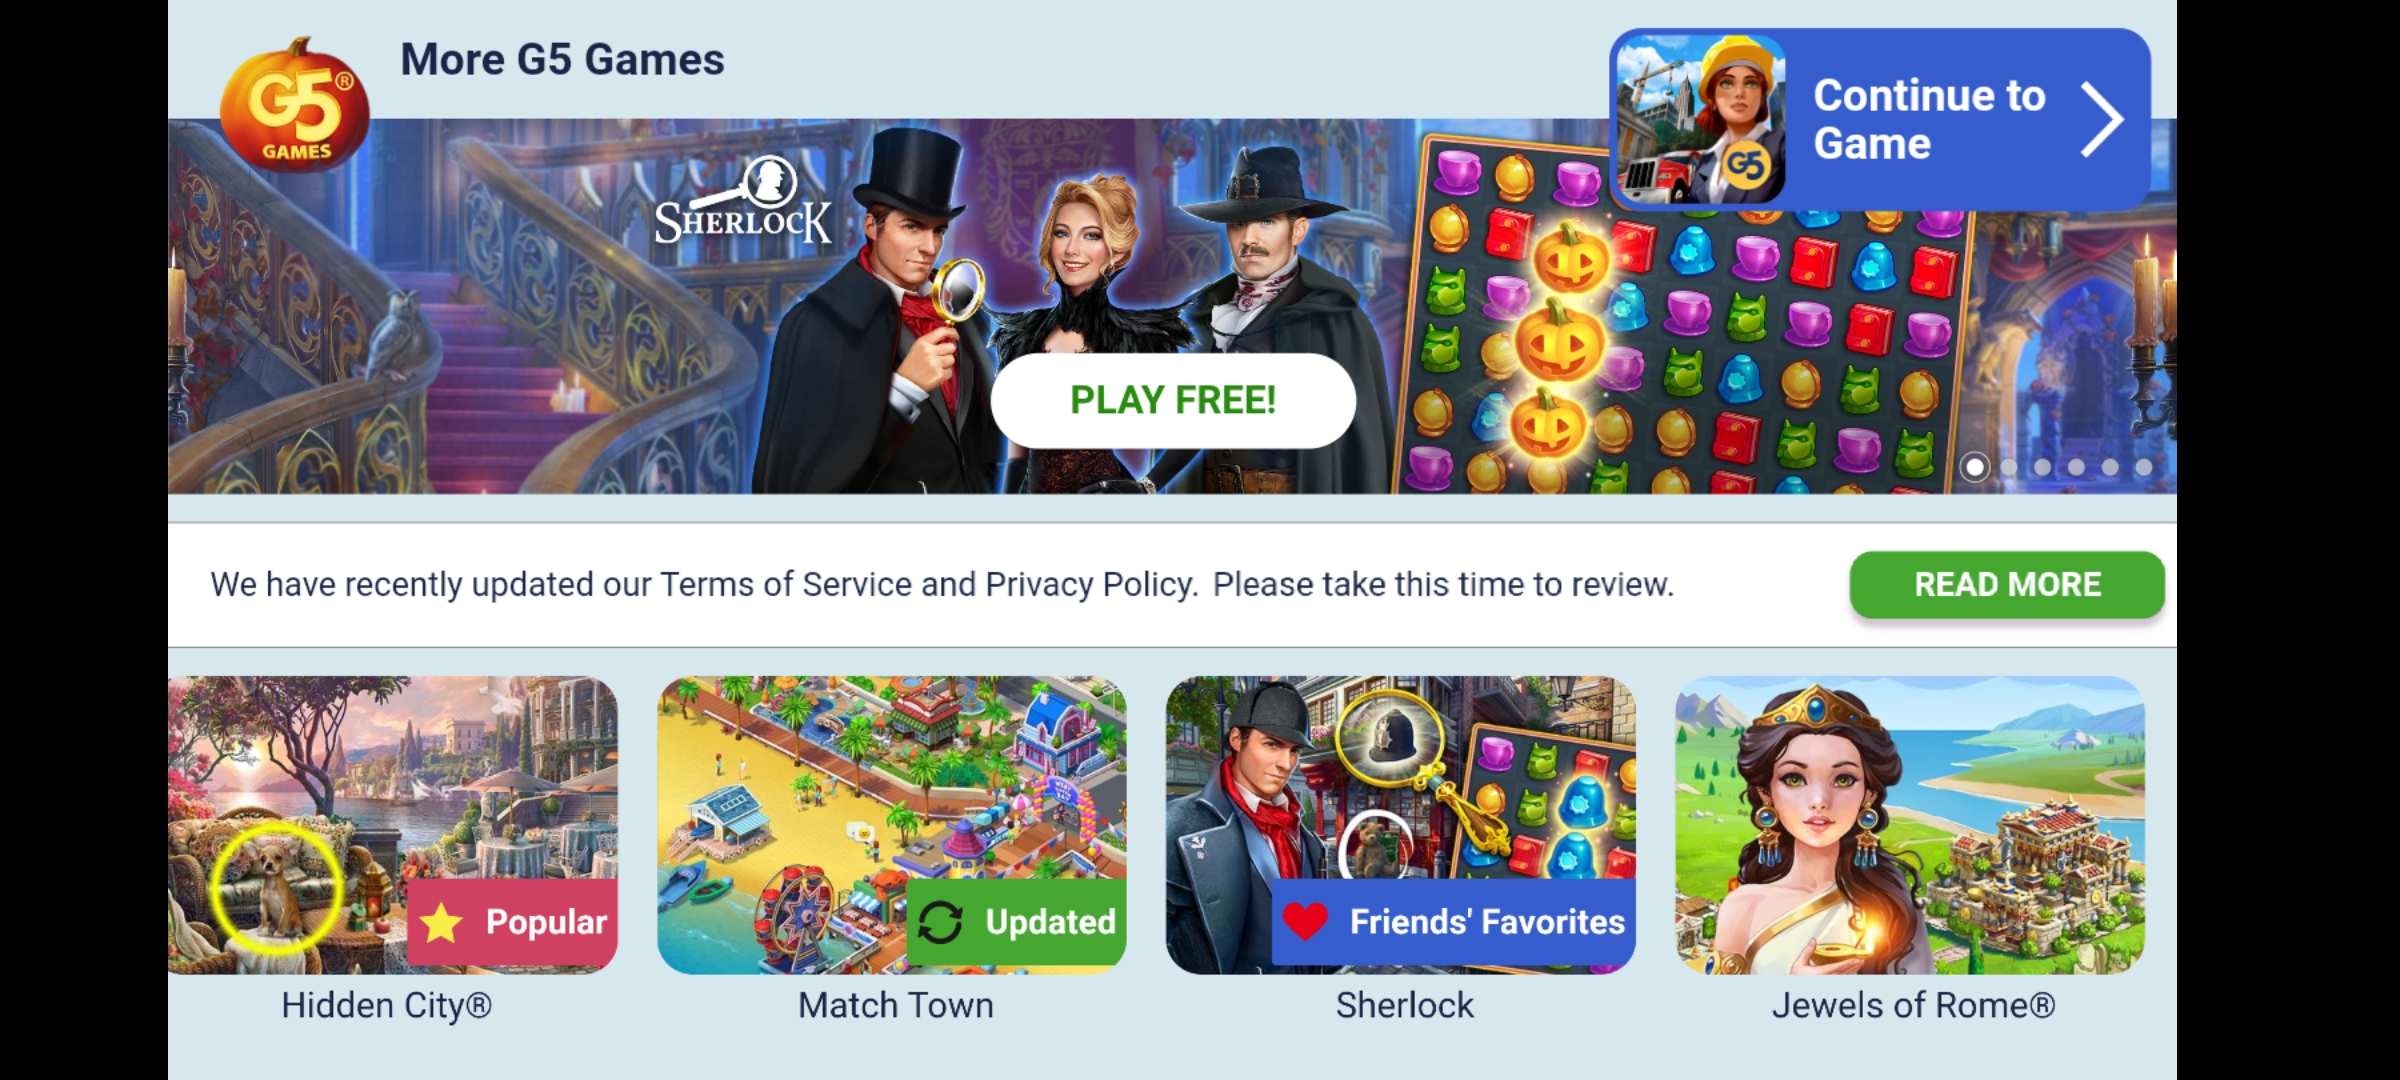 G5®
GAMES
More G5 Games
G5
Continue to
Game
SHERLOCK
PLAY FREE!
We have recently updated our Terms of Service and Privacy Policy. Please take this time to review.
READ MORE
Popular
Updated
Friends' Favorites
Hidden City®
Match Town
Sherlock
Jewels of Rome®